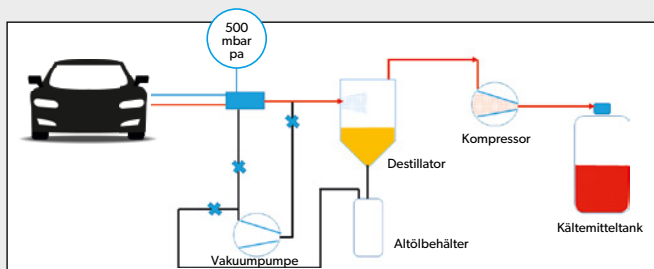 500
mbar
pa
Kompressor
Destillator
Kältemitteltank
Altölbehälter
Vakuumpumpe